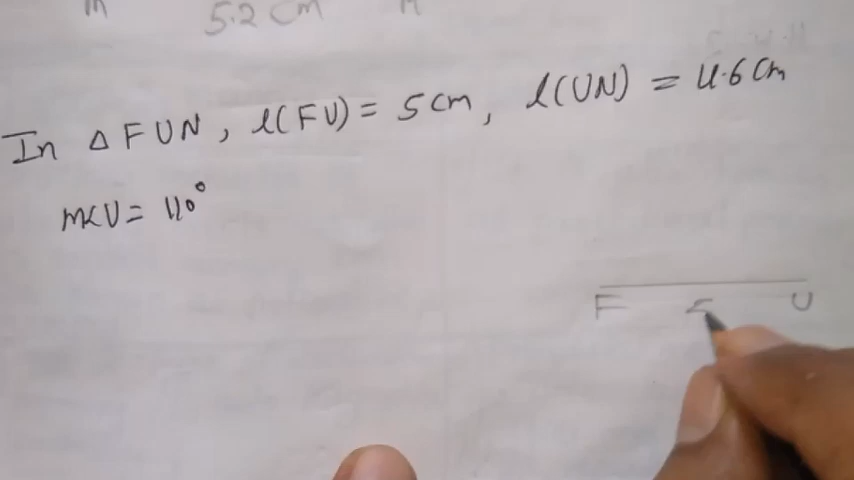 m 5.2 cm
In △ FUN, l(FU) = 5 cm, l(UN) = 4.6 cm
m<U = 110°
F 5 U